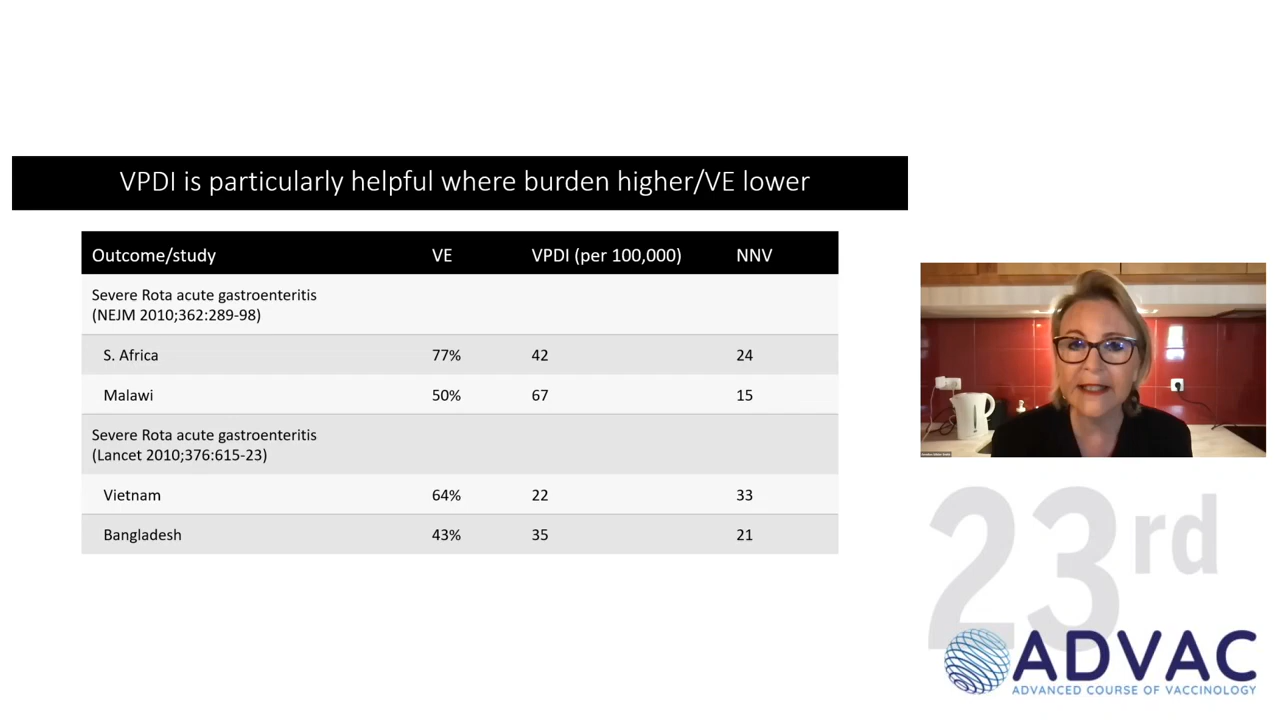 VPDI is particularly helpful where burden higher/VE lower
Outcome/study VE VPDI (per 100,000) NNV
Severe Rota acute gastroenteritis
(NEJM 2010;362:289-98)
S. Africa 77% 42 24
Malawi 50% 67 15
Severe Rota acute gastroenteritis
(Lancet 2010;376:615-23)
Vietnam 64% 22 33
Bangladesh 43% 35 21
23rd
ADVAC
ADVANCED COURSE OF VACCINOLOGY